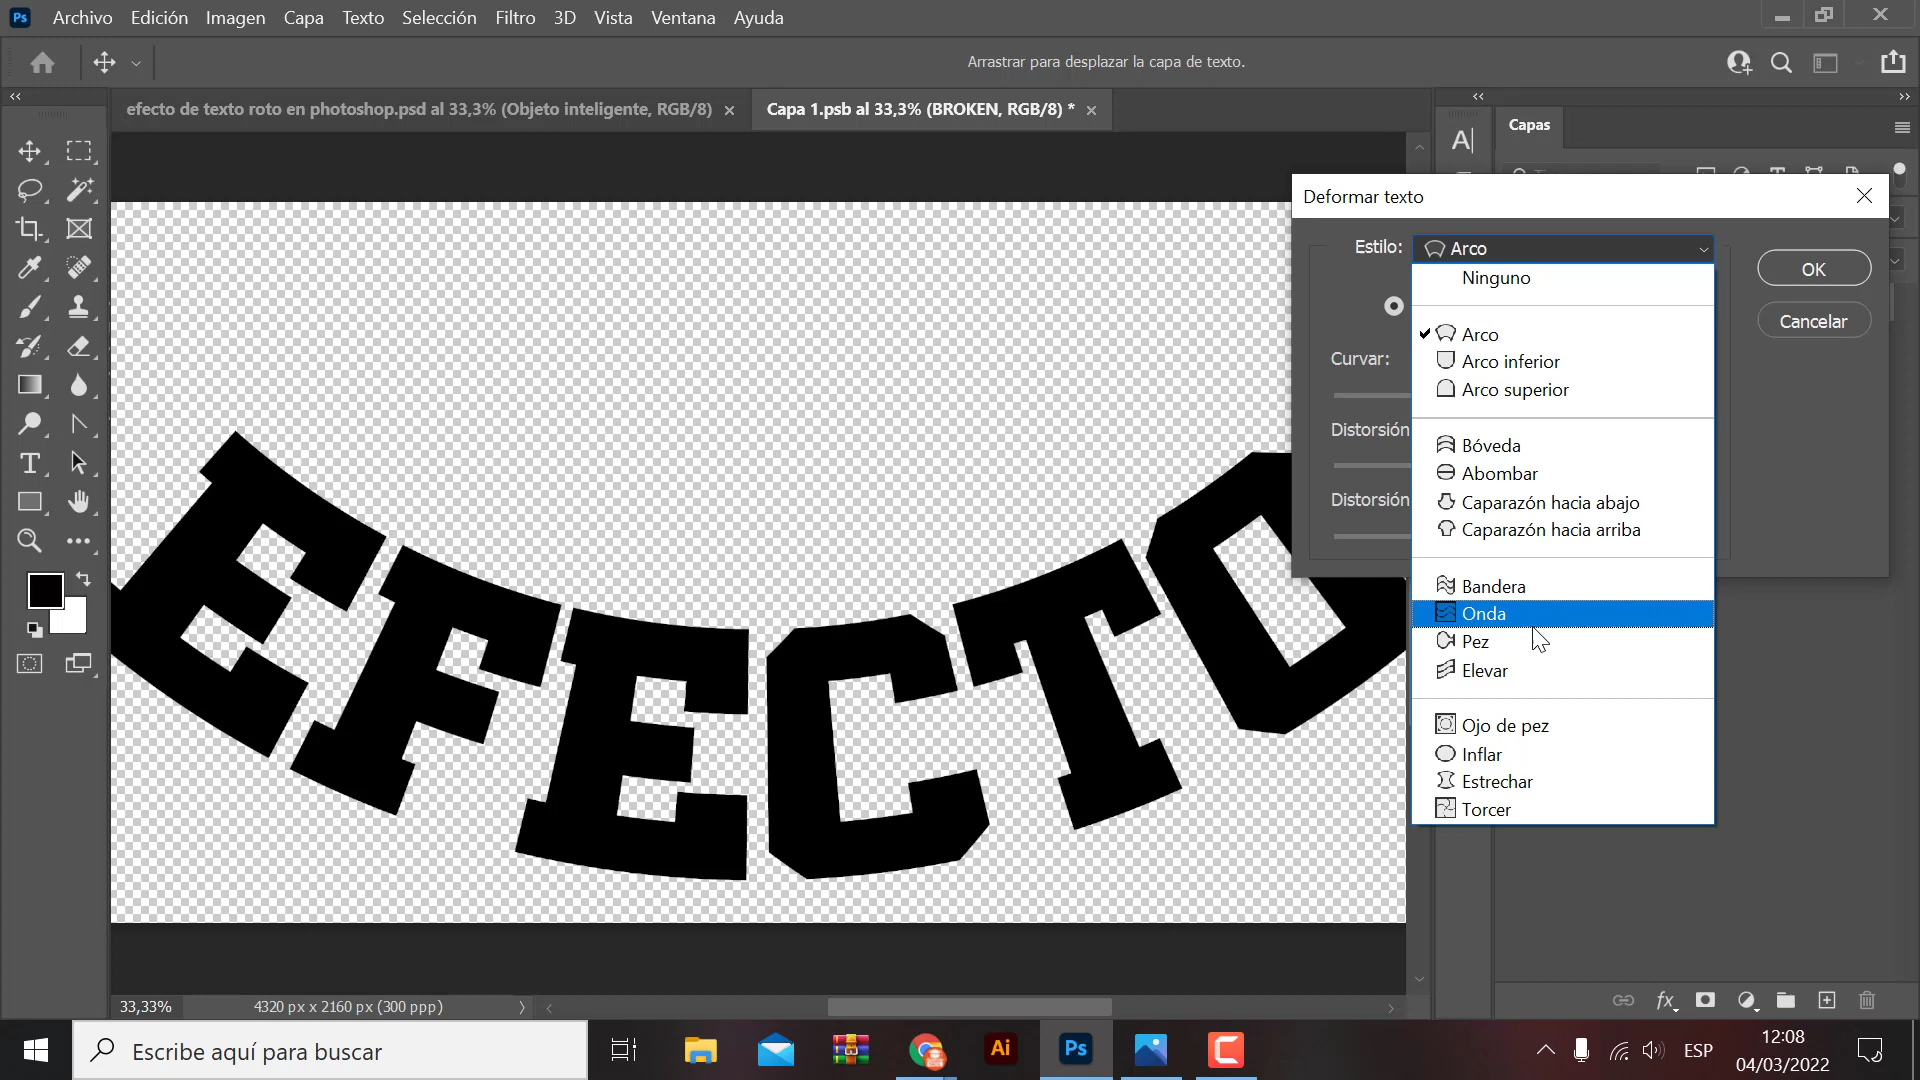 Ps Archivo Edición Imagen Capa Texto Selección Filtro 3D Vista Ventana Ayuda
Arrastrar para desplazar la capa de texto.
efecto de texto roto en photoshop.psd al 33,3% (Objeto inteligente, RGB/8) × Capa 1.psb al 33,3% (BROKEN, RGB/8) * ×
Capas
Deformar texto
Estilo: Arco
OK
Cancelar
Ninguno
Arco
Curvar:
Arco inferior
Arco superior
Distorsión
Bóveda
Abombar
Distorsión
Caparazón hacia abajo
Caparazón hacia arriba
Bandera
Onda
Pez
Elevar
Ojo de pez
Inflar
Estrechar
Torcer
EFECTO
33,33% 4320 px x 2160 px (300 ppp)
fx
Escribe aquí para buscar
Ai
Ps
ESP
12:08
04/03/2022